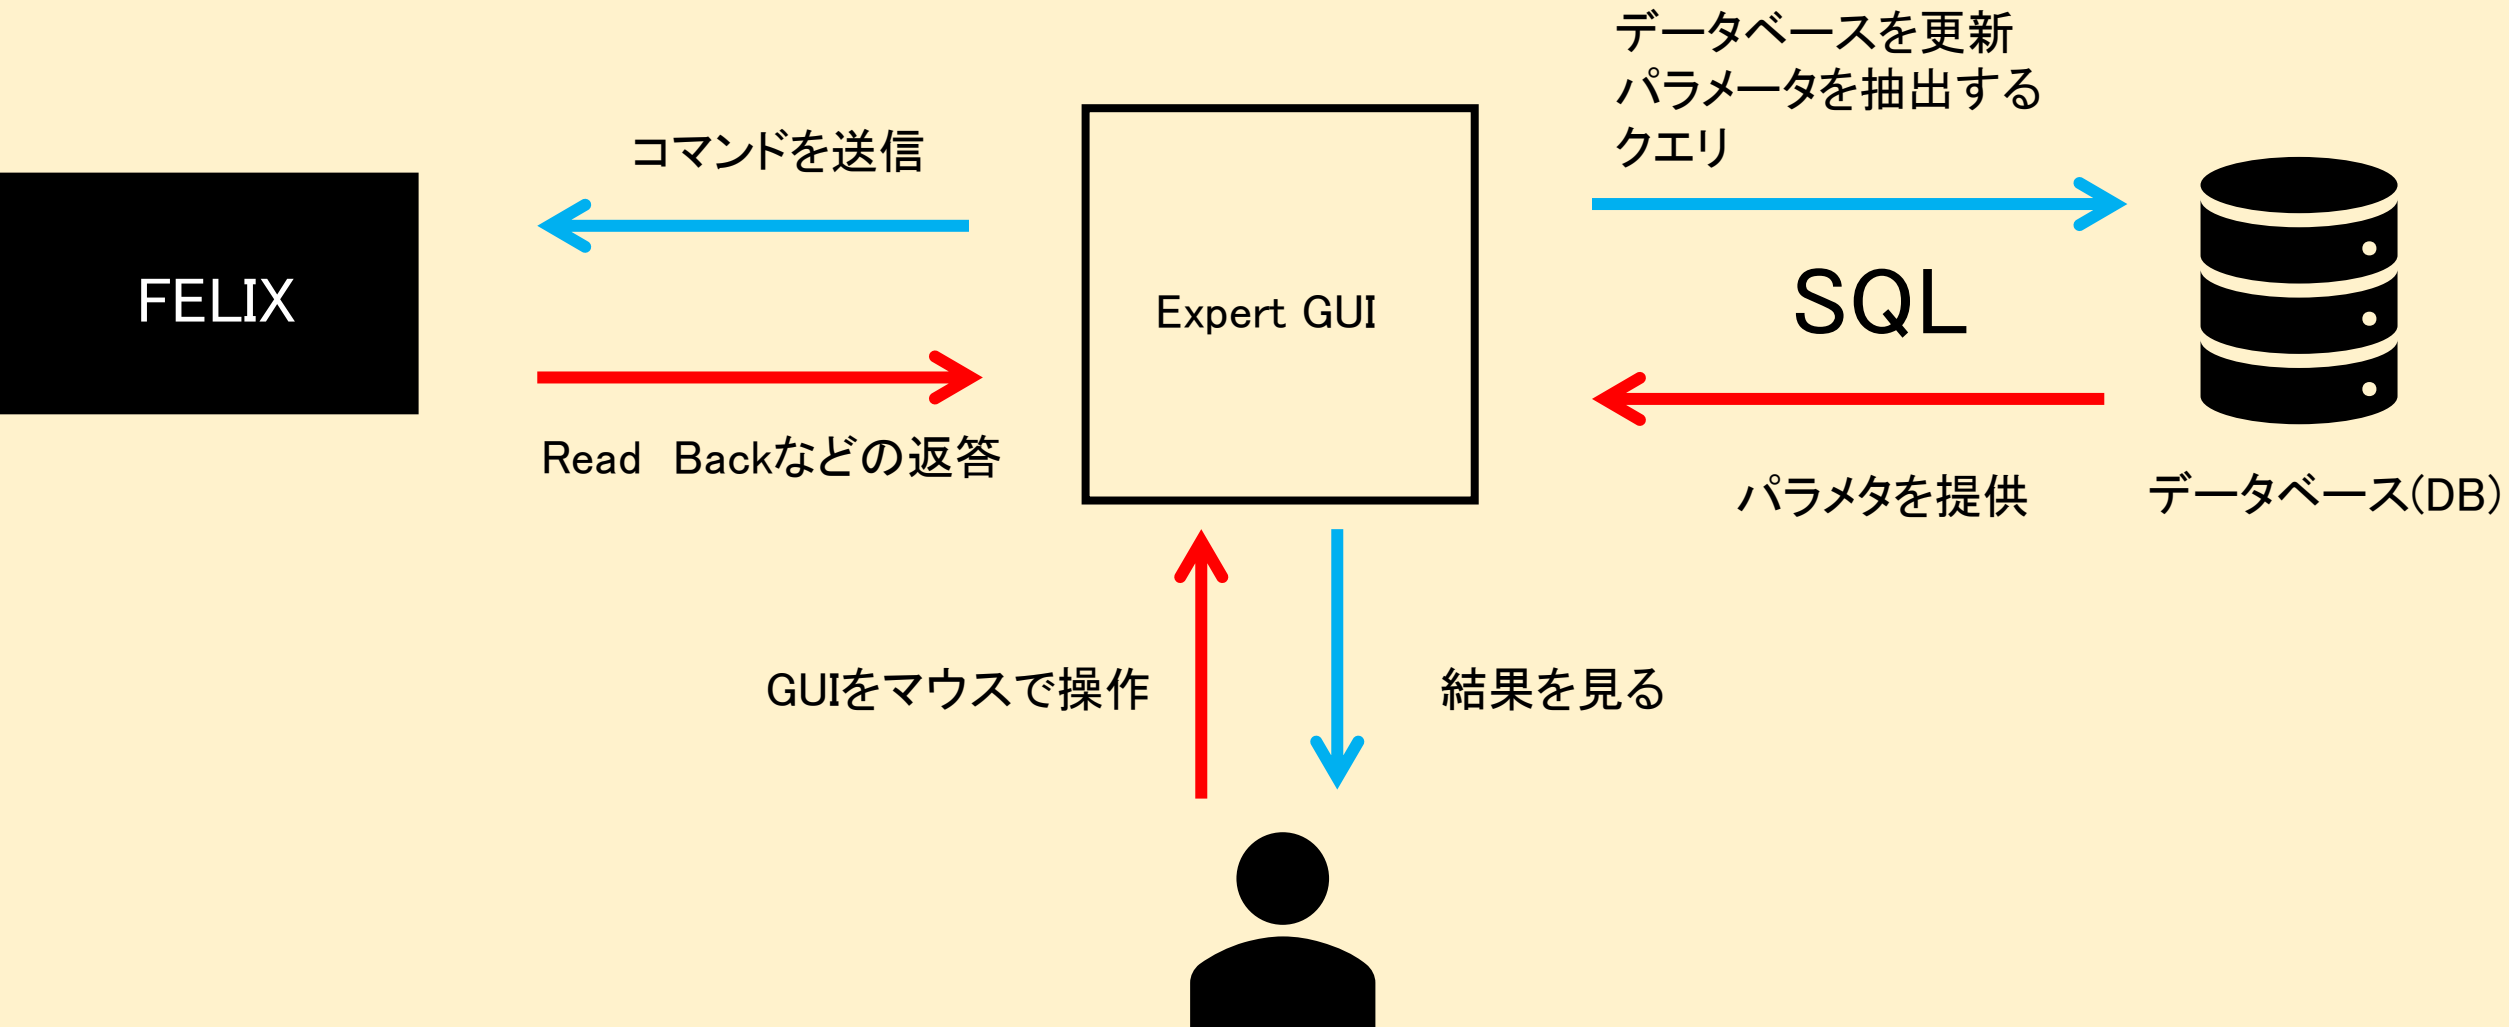 データベースを更新
パラメータを抽出する
クエリ
コマンドを送信
FELIX
Expert GUI
SQL
Read　Backなどの返答
パラメタを提供
データベース(DB)
GUIをマウスで操作
結果を見る